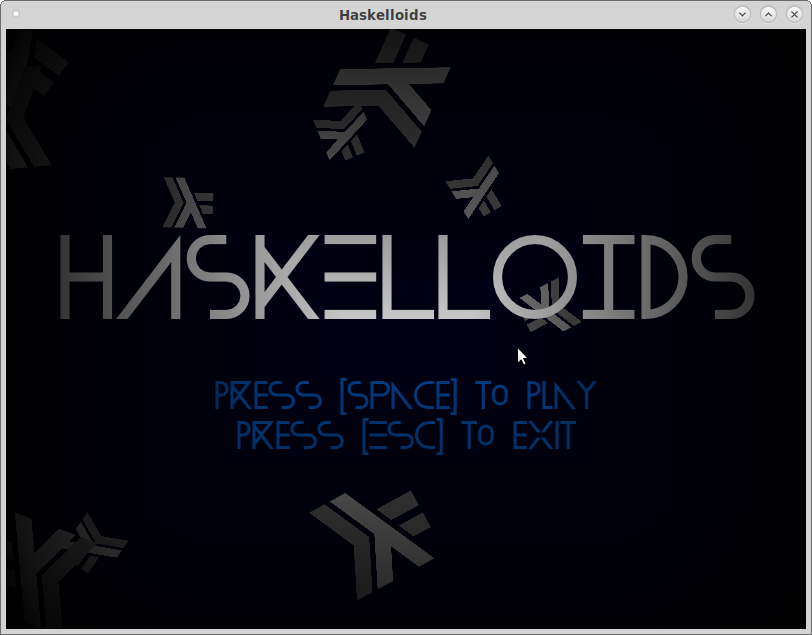 Haskelloids
HASKELLOIDS
PRESS [SPACE] TO PLAY
PRESS [ESC] TO EXIT